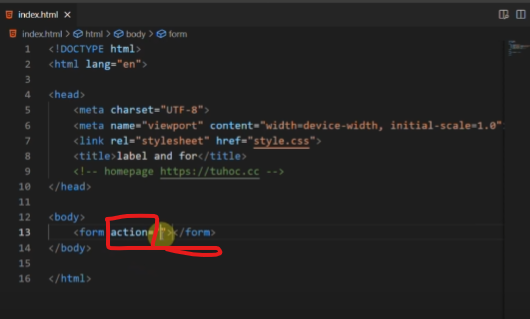 index.html
index.html > html > body > form
1 <!DOCTYPE html>
2 <html lang="en">
3
4 <head>
5 <meta charset="UTF-8">
6 <meta name="viewport" content="width=device-width, initial-scale=1.0"
7 <link rel="stylesheet" href="style.css">
8 <title>label and for</title>
9 <!-- homepage https://tuhoc.cc -->
10 </head>
11
12 <body>
13 <form action=""></form>
14 </body>
15
16 </html>